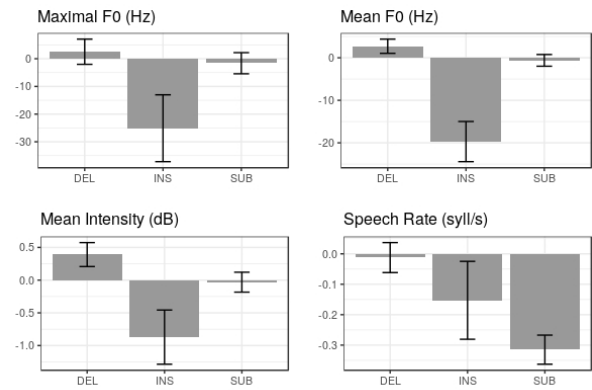 Maximal F0 (Hz)
0
-10
-20
-30
DEL INS SUB
Mean F0 (Hz)
0
-10
-20
DEL INS SUB
Mean Intensity (dB)
0.5
0.0
-0.5
-1.0
DEL INS SUB
Speech Rate (syll/s)
0.0
-0.1
-0.2
-0.3
DEL INS SUB